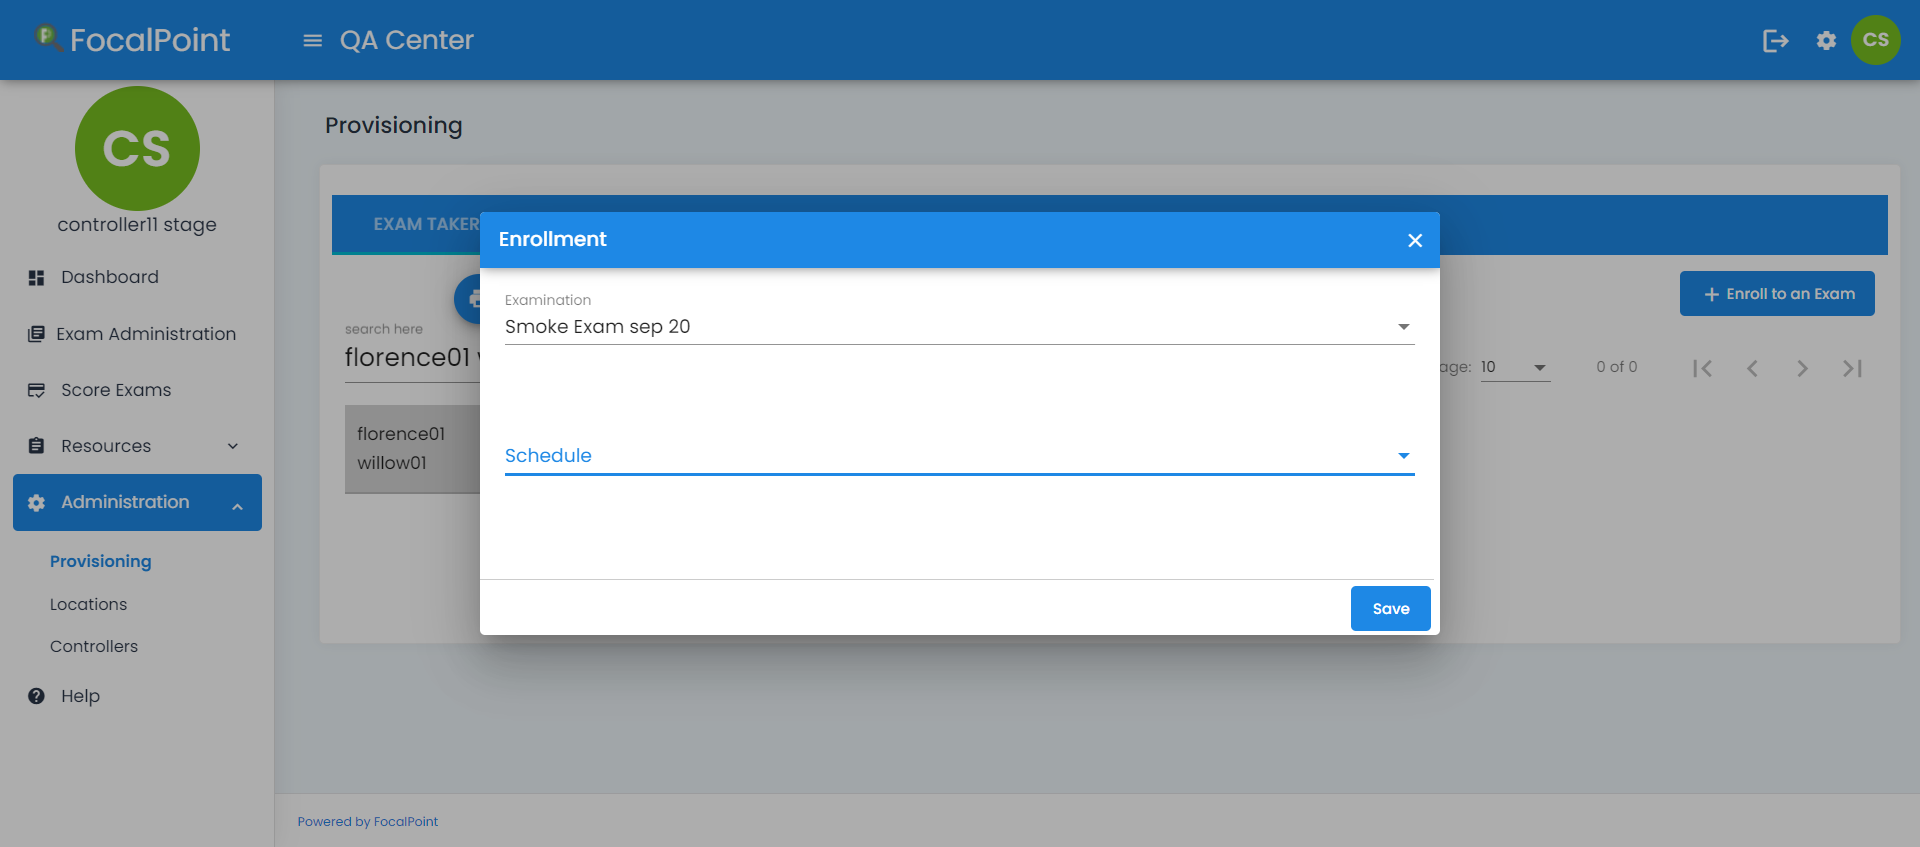 FocalPoint
QA Center
CS
CS
controller11 stage
Dashboard
Exam Administration
Score Exams
Resources
Administration
Provisioning
Locations
Controllers
Help
Provisioning
EXAM TAKER
search here
florence01
florence01
willow01
Enroll to an Exam
age: 10
0 of 0
Enrollment
Examination
Smoke Exam sep 20
Schedule
Save
Powered by FocalPoint